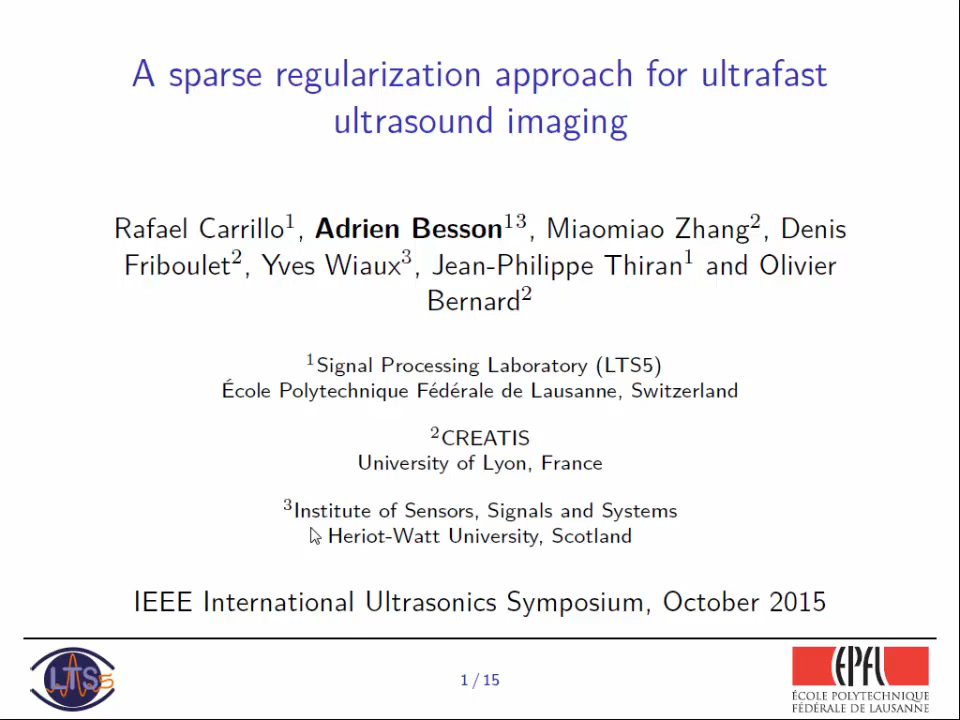 A sparse regularization approach for ultrafast
ultrasound imaging
Rafael Carrillo¹, Adrien Besson¹³, Miaomiao Zhang², Denis
Friboulet², Yves Wiaux³, Jean-Philippe Thiran¹ and Olivier
Bernard²
¹Signal Processing Laboratory (LTS5)
École Polytechnique Fédérale de Lausanne, Switzerland
²CREATIS
University of Lyon, France
³Institute of Sensors, Signals and Systems
Heriot-Watt University, Scotland
IEEE International Ultrasonics Symposium, October 2015
LTS5
1 / 15
EPFL
ÉCOLE POLYTECHNIQUE
FÉDÉRALE DE LAUSANNE